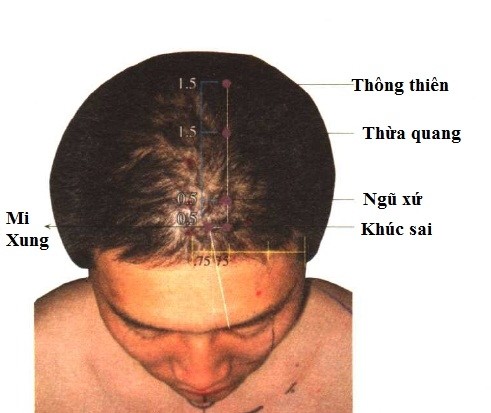 1.5
Thông thiên
1.5
Thừa quang
0.5
Ngũ xứ
Mi
Xung
0.5
Khúc sai
.75 75